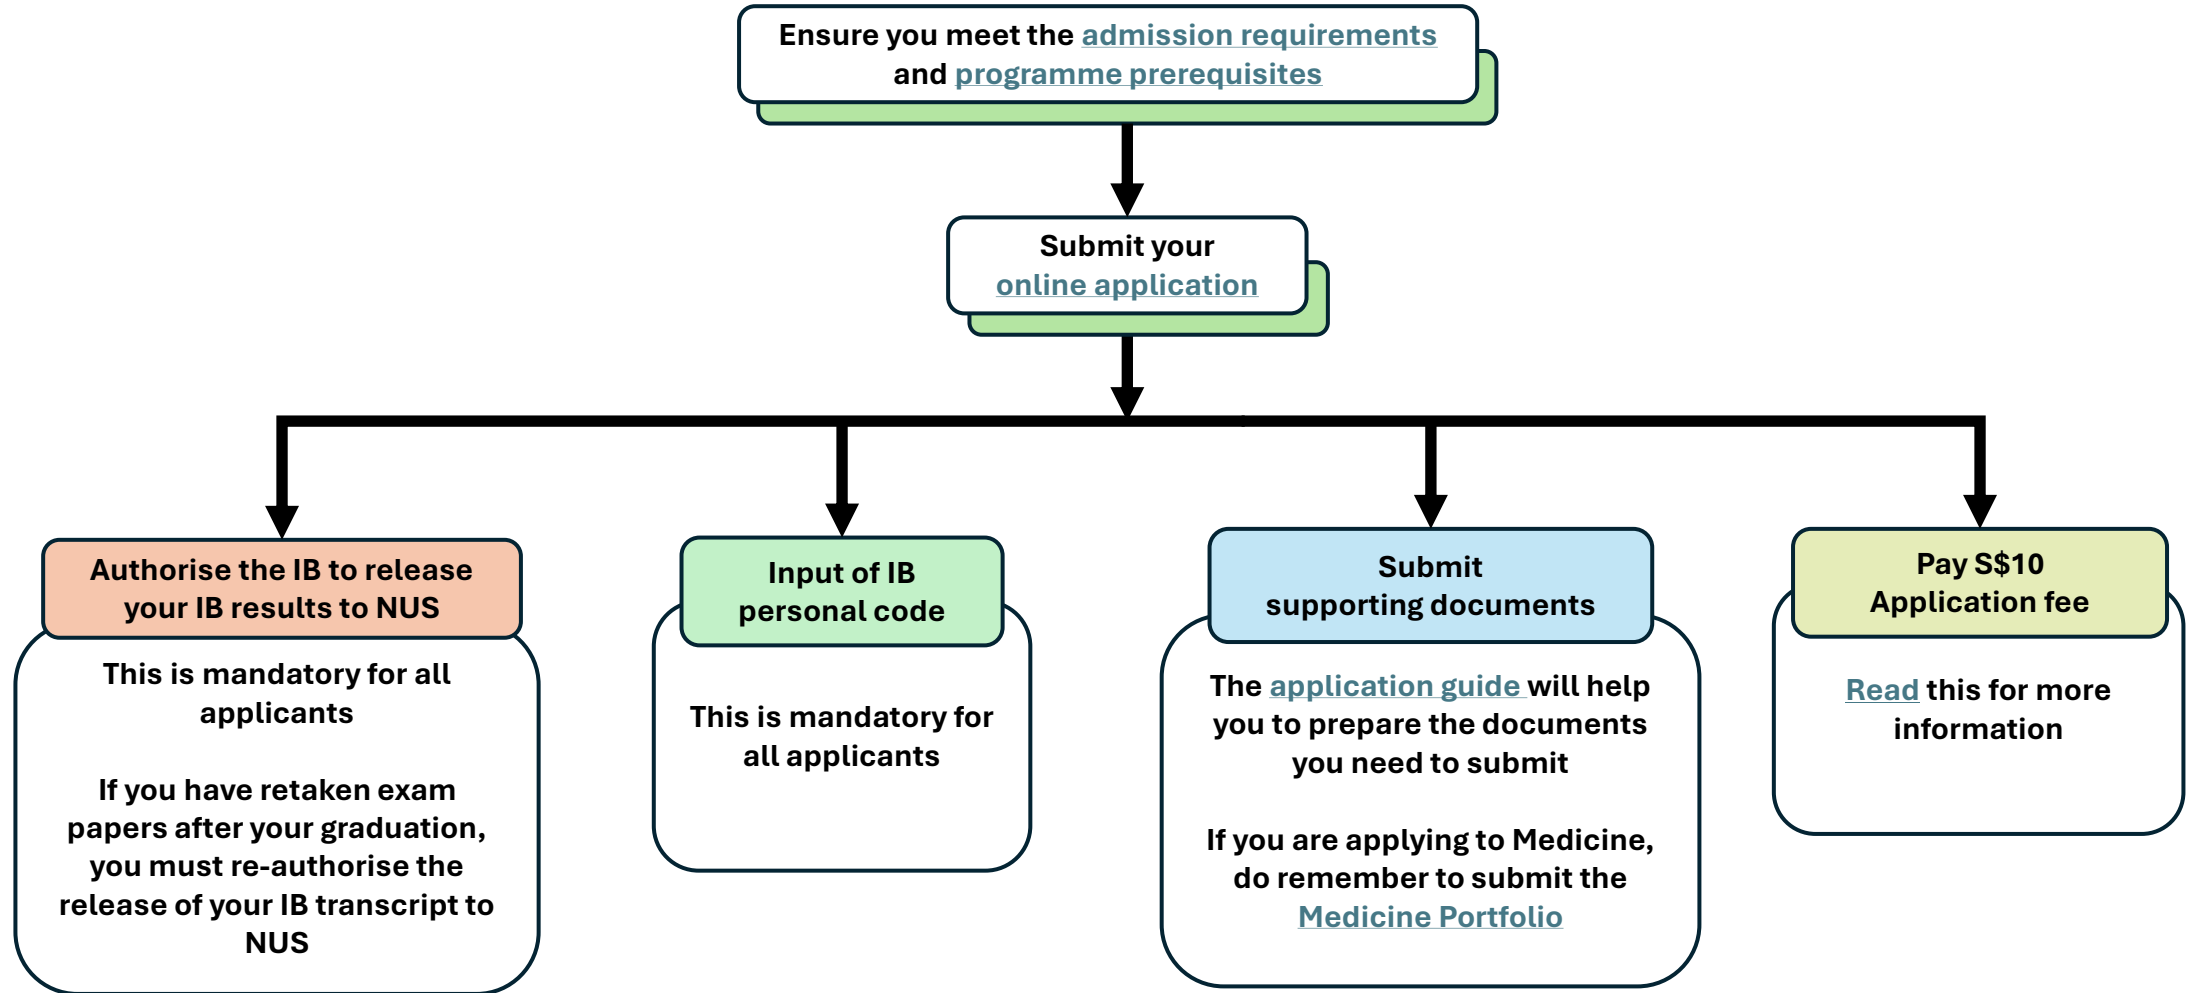 Ensure you meet the admission requirements
and programme prerequisites
Submit your
online application
Authorise the IB to release
your IB results to NUS
This is mandatory for all
applicants
If you have retaken exam
papers after your graduation,
you must re-authorise the
release of your IB transcript to
NUS
Input of IB
personal code
This is mandatory for
all applicants
Submit
supporting documents
The application guide will help
you to prepare the documents
you need to submit
If you are applying to Medicine,
do remember to submit the
Medicine Portfolio
Pay S$10
Application fee
Read this for more
information